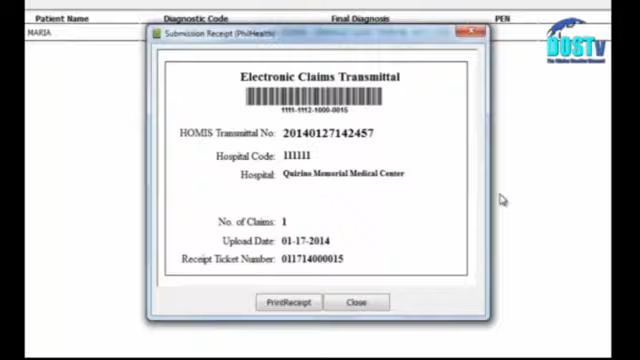 Patient Name Diagnostic Code Final Diagnosis PEN
MARIA
Submission Receipt (PhilHealth)
DOSTv
Electronic Claims Transmittal
1111-1112-1000-0015
HOMIS Transmittal No: 20140127142457
Hospital Code: 111111
Hospital: Quirino Memorial Medical Center
No. of Claims: 1
Upload Date: 01-17-2014
Receipt Ticket Number: 011714000015
PrintReceipt Close